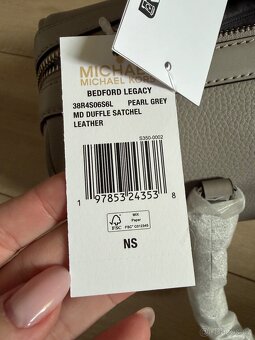 MICHAEL
MICHAEL KORS
BEDFORD LEGACY
38R4S06S6L PEARL GREY
MD DUFFLE SATCHEL
LEATHER
S350-0002
1 97853 24353 8
FSC
MIX
Paper
NS